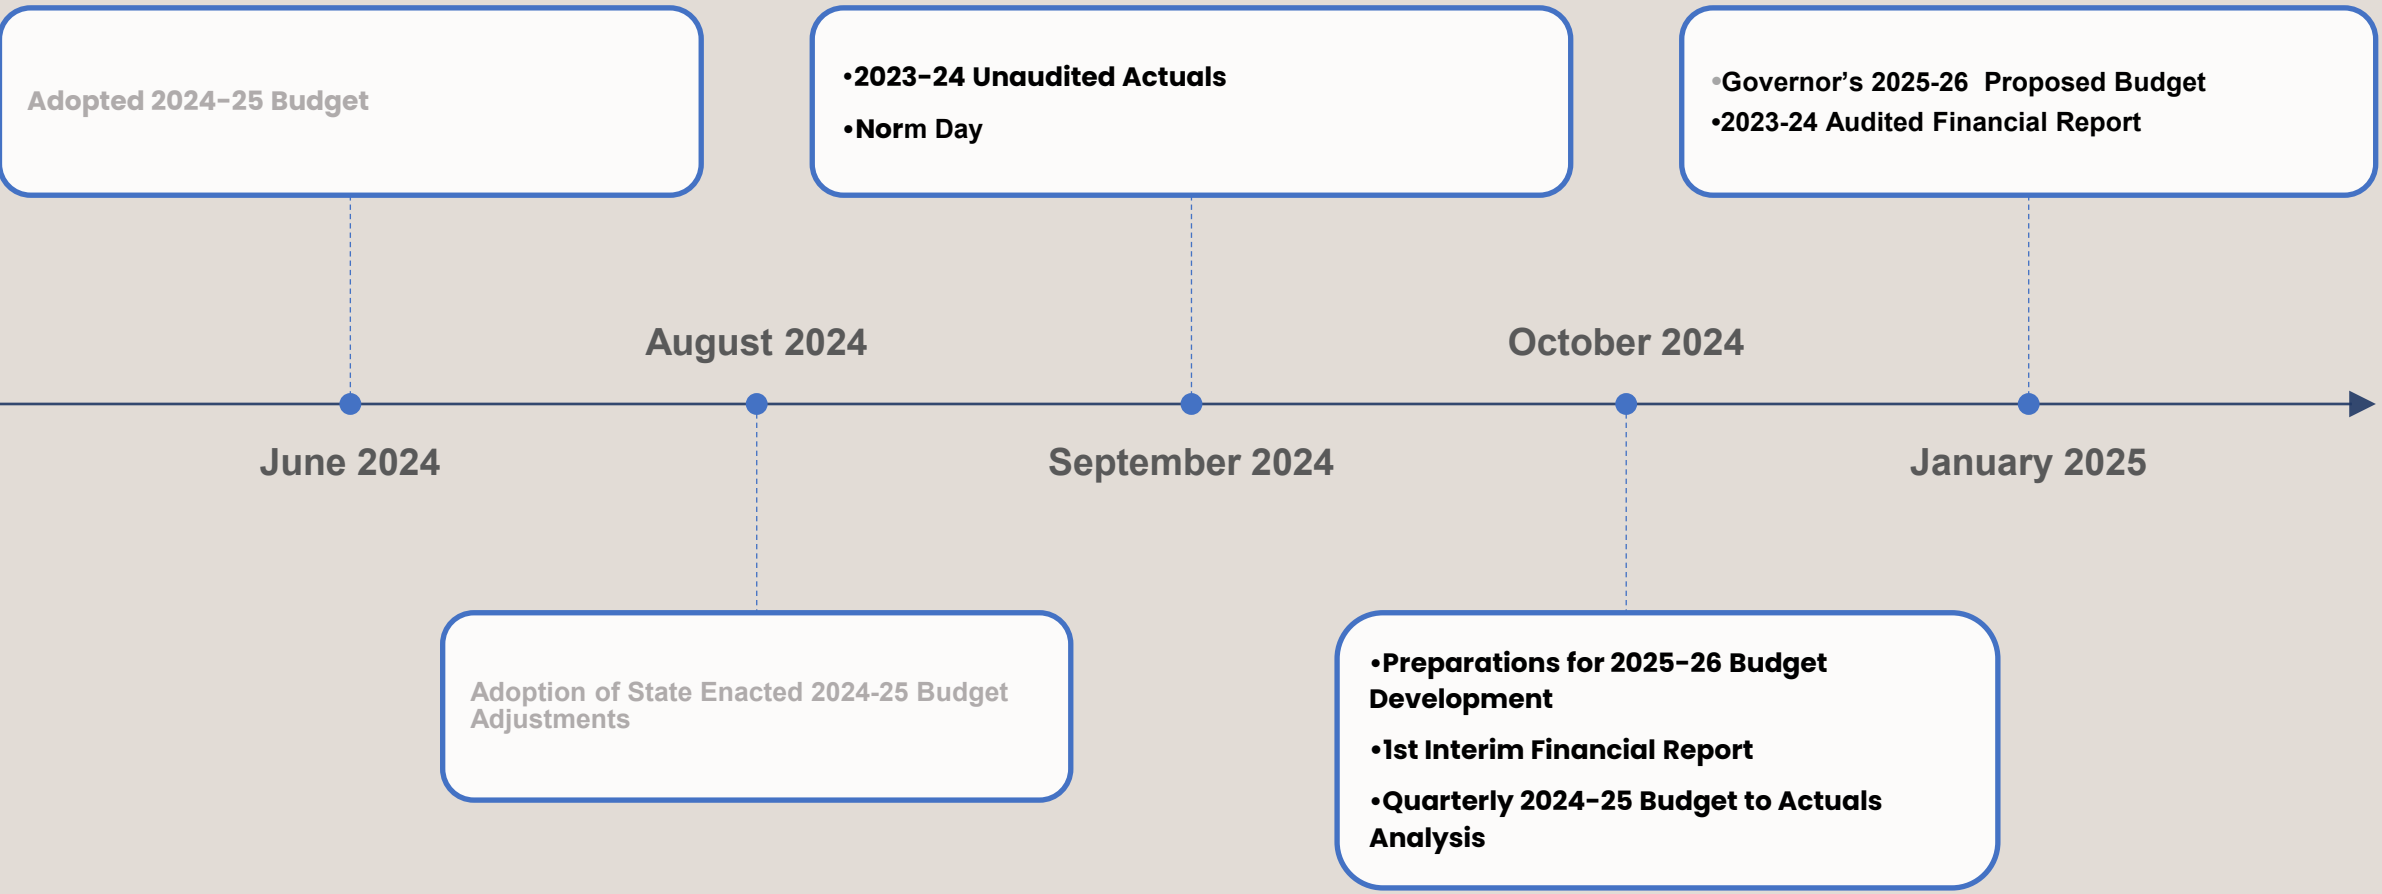 Adopted 2024-25 Budget
•2023-24 Unaudited Actuals
•Norm Day
•Governor’s 2025-26  Proposed Budget
•2023-24 Audited Financial Report
August 2024
October 2024
June 2024
September 2024
January 2025
Adoption of State Enacted 2024-25 Budget
Adjustments
•Preparations for 2025-26 Budget
Development
•1st Interim Financial Report
•Quarterly 2024-25 Budget to Actuals
Analysis